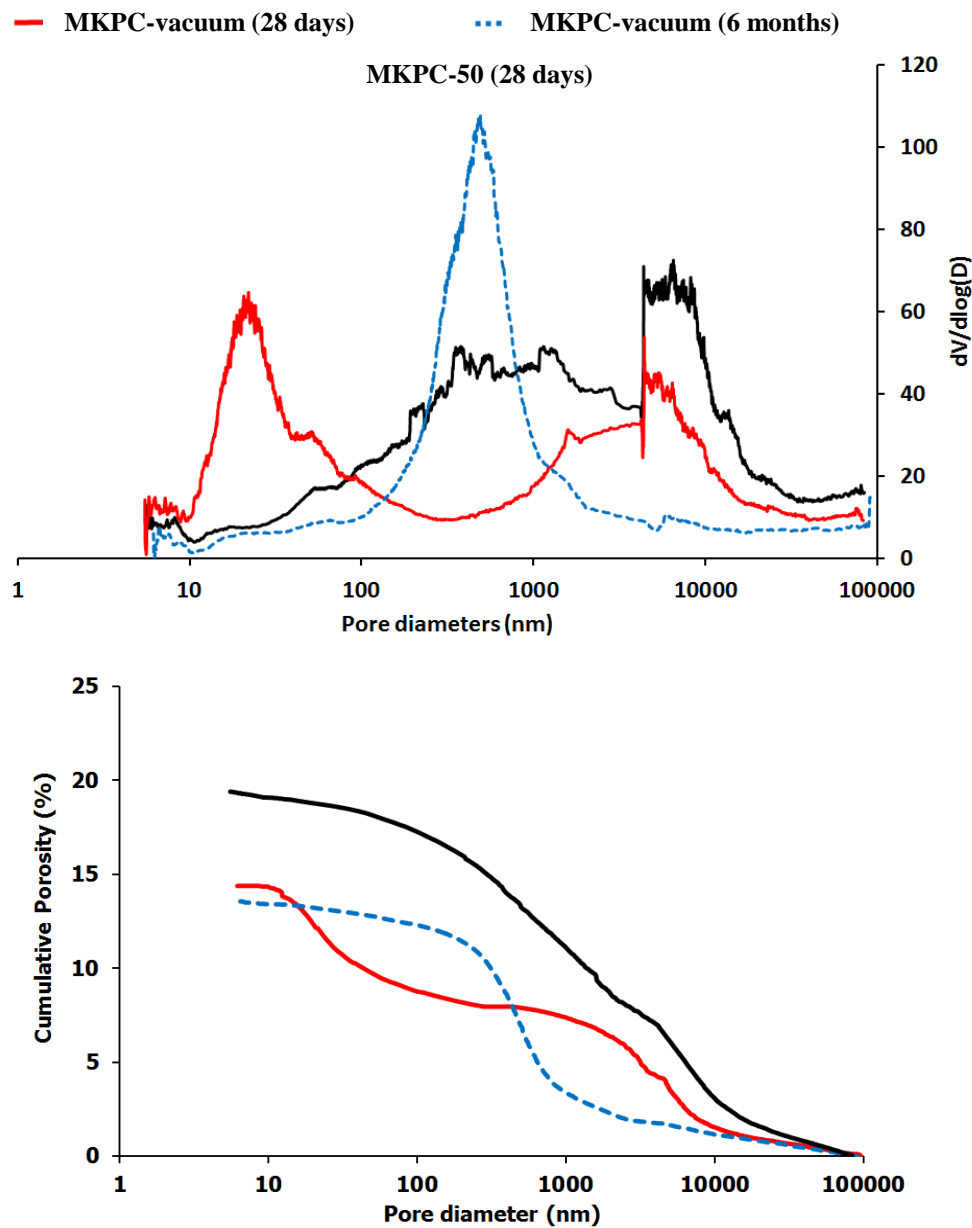 MKPC-vacuum (28 days) MKPC-vacuum (6 months)
MKPC-50 (28 days)
120
100
80
60
40
20
0
dV/dlog(D)
1 10 100 1000 10000 100000
Pore diameters (nm)
25
20
15
10
5
0
Cumulative Porosity (%)
1 10 100 1000 10000 100000
Pore diameter (nm)